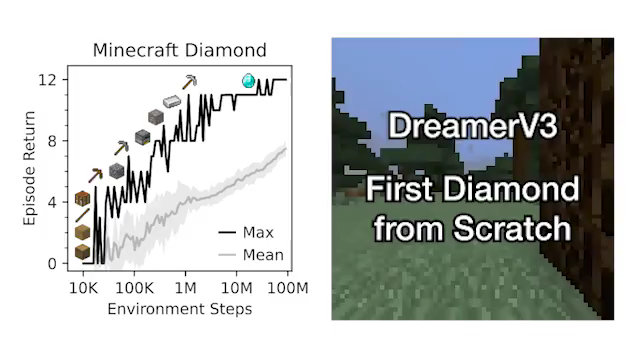 Minecraft Diamond
12
8
4
0
Episode Return
Max
Mean
10K 100K 1M 10M 100M
Environment Steps
DreamerV3
First Diamond
from Scratch